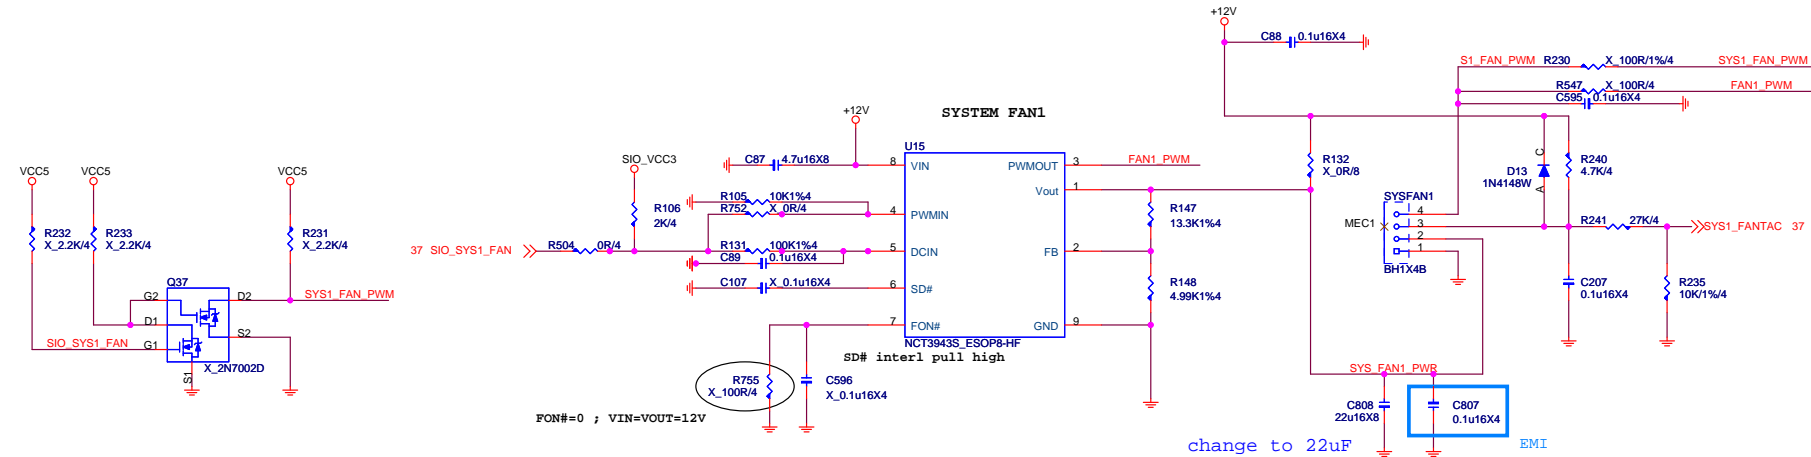 +12V
C88 0.1u16X4
S1_FAN_PWM R230 X_100R/1%/4 SYS1_FAN_PWM
R547 X_100R/4 FAN1_PWM
C595 0.1u16X4
+12V
SYSTEM FAN1
VCC5 VCC5 VCC5
SIO_VCC3
C87 4.7u16X8
U15
8 VIN PWMOUT 3 FAN1_PWM
Vout 1
R132
X_0R/8
D13
1N4148W
C
A
R240
4.7K/4
R105 10K1%4
R752 X_0R/4
4 PWMIN
R106
2K/4
R147
13.3K1%4
SYSFAN1
MEC1
4
3
2
1
BH1X4B
R241 27K/4 SYS1_FANTAC 37
R232
X_2.2K/4
R233
X_2.2K/4
R231
X_2.2K/4
37 SIO_SYS1_FAN R504 0R/4
R131 100K1%4
C89 0.1u16X4
5 DCIN FB 2
C107 X_0.1u16X4
6 SD#
R148
4.99K1%4
C207
0.1u16X4
R235
10K/1%/4
Q37
G2 D2 SYS1_FAN_PWM
D1 S2
SIO_SYS1_FAN G1
S1
X_2N7002D
7 FON# GND 9
NCT3943S_ESOP8-HF
SD# interl pull high
R755
X_100R/4
C596
X_0.1u16X4
FON#=0 ; VIN=VOUT=12V
SYS_FAN1_PWR
C808
22u16X8
C807
0.1u16X4
change to 22uF
EMI